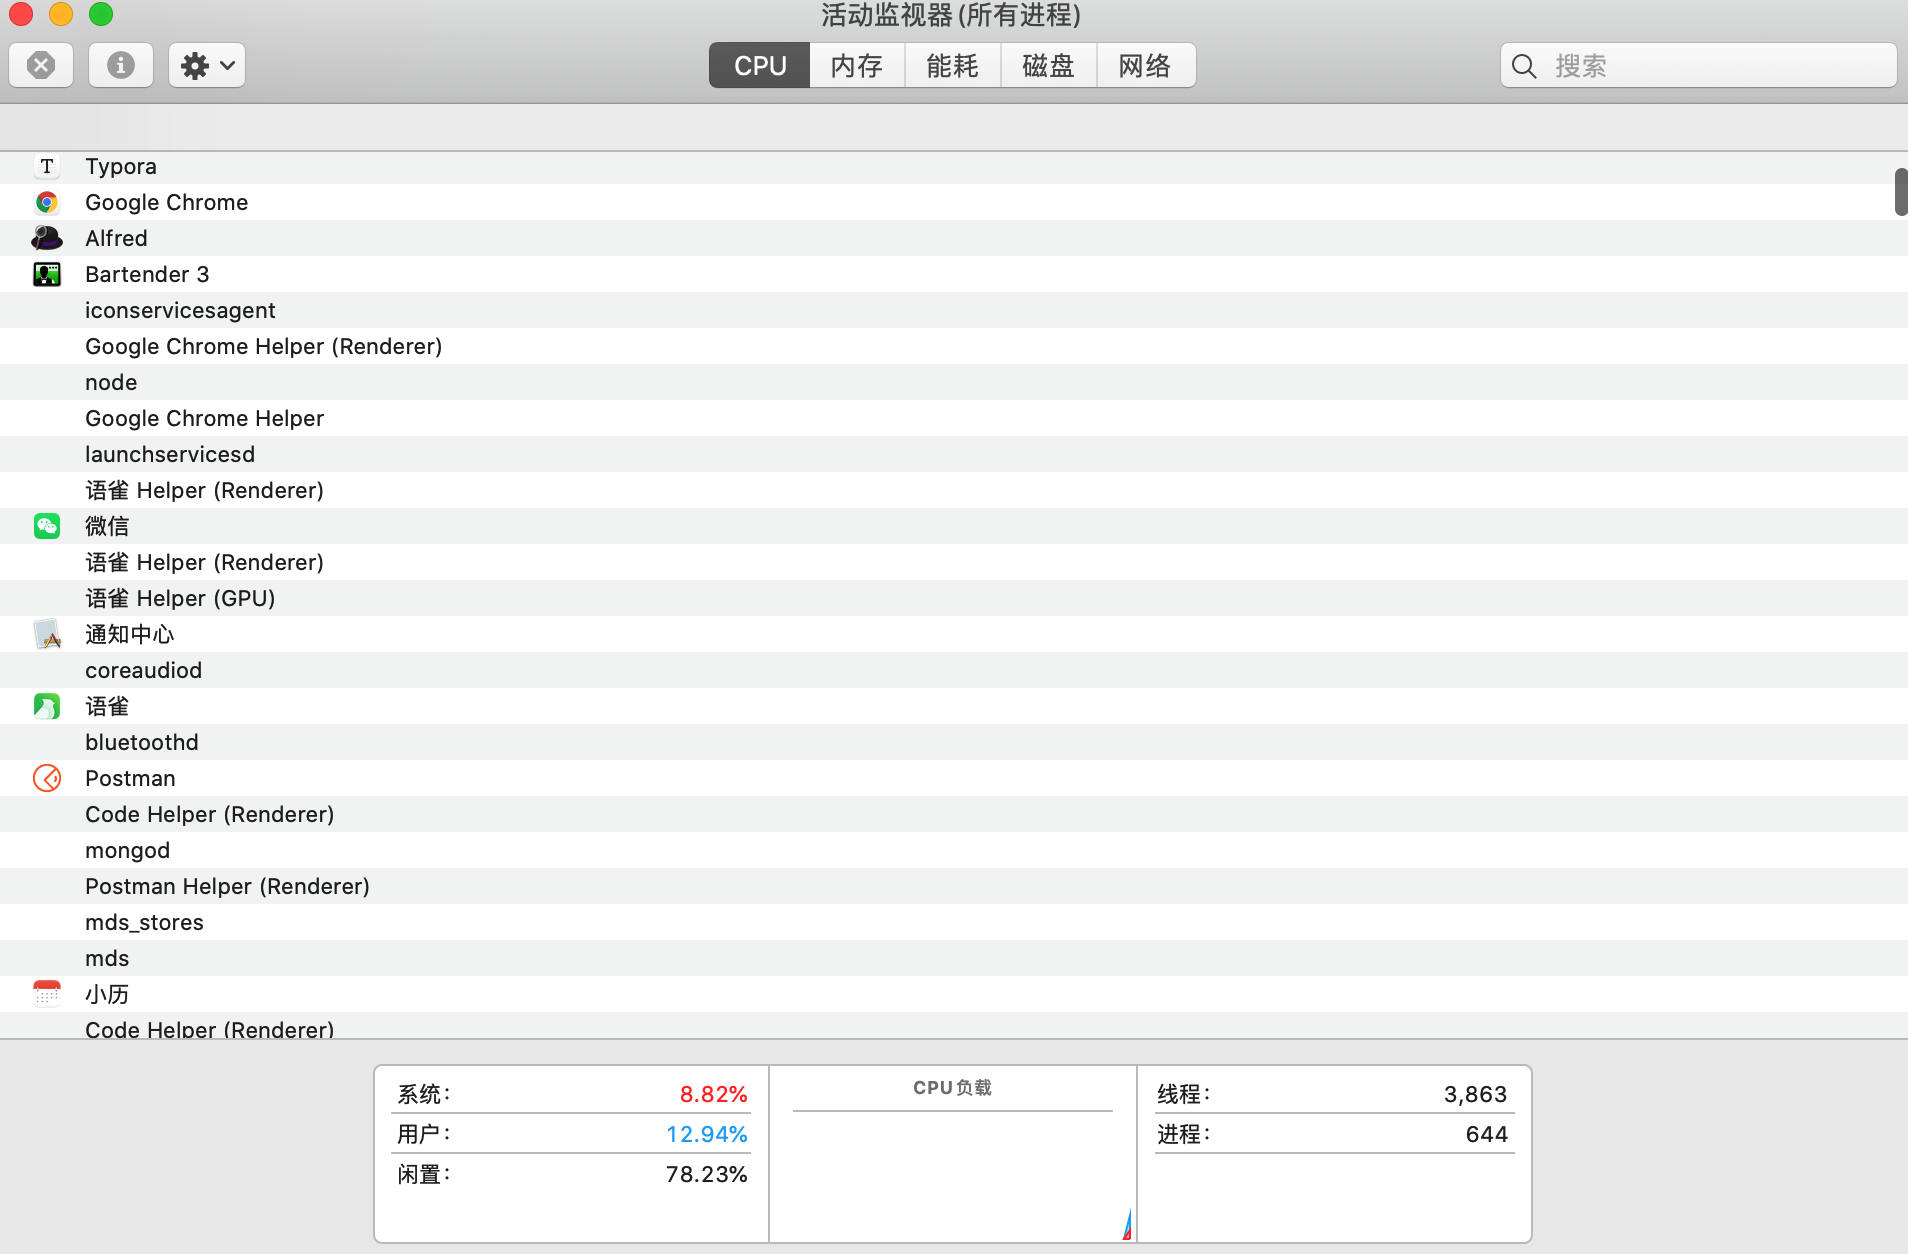 活动监视器 (所有进程)
CPU 内存 能耗 磁盘 网络 搜索
Typora
Google Chrome
Alfred
Bartender 3
iconservicesagent
Google Chrome Helper (Renderer)
node
Google Chrome Helper
launchservicesd
语雀 Helper (Renderer)
微信
语雀 Helper (Renderer)
语雀 Helper (GPU)
通知中心
coreaudiod
语雀
bluetoothd
Postman
Code Helper (Renderer)
mongod
Postman Helper (Renderer)
mds_stores
mds
小历
Code Helper (Renderer)
系统: 8.82%
用户: 12.94%
闲置: 78.23%
CPU负载
线程: 3,863
进程: 644